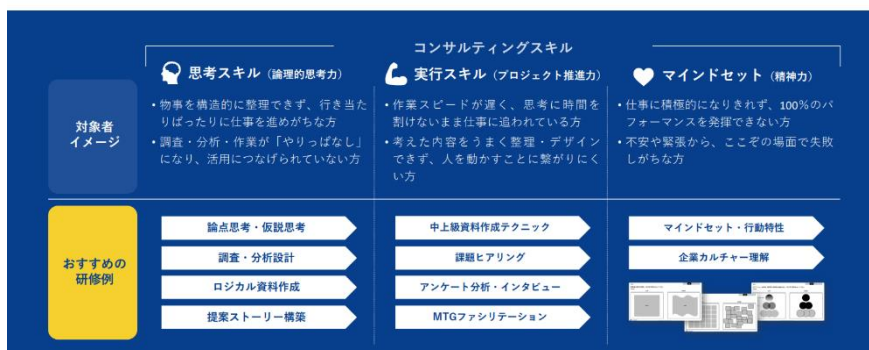 コンサルティングスキル
思考スキル（論理的思考力）
実行スキル（プロジェクト推進力）
マインドセット（精神力）
対象者
イメージ
・物事を構造的に整理できず、行き当た
りばったりに仕事を進めがちな方
・調査・分析・作業が「やりっぱなし」
になり、活用につなげられていない方
・作業スピードが遅く、思考に時間を
割けないまま仕事に追われている方
・考えた内容をうまく整理・デザイン
できず、人を動かすことに繋がりにく
い方
・仕事に積極的になりきれず、100％のパ
フォーマンスを発揮できない方
・不安や緊張から、ここぞの場面で失敗
しがちな方
おすすめの
研修例
論点思考・仮説思考
調査・分析設計
ロジカル資料作成
提案ストーリー構築
中上級資料作成テクニック
課題ヒアリング
アンケート分析・インタビュー
MTGファシリテーション
マインドセット・行動特性
企業カルチャー理解